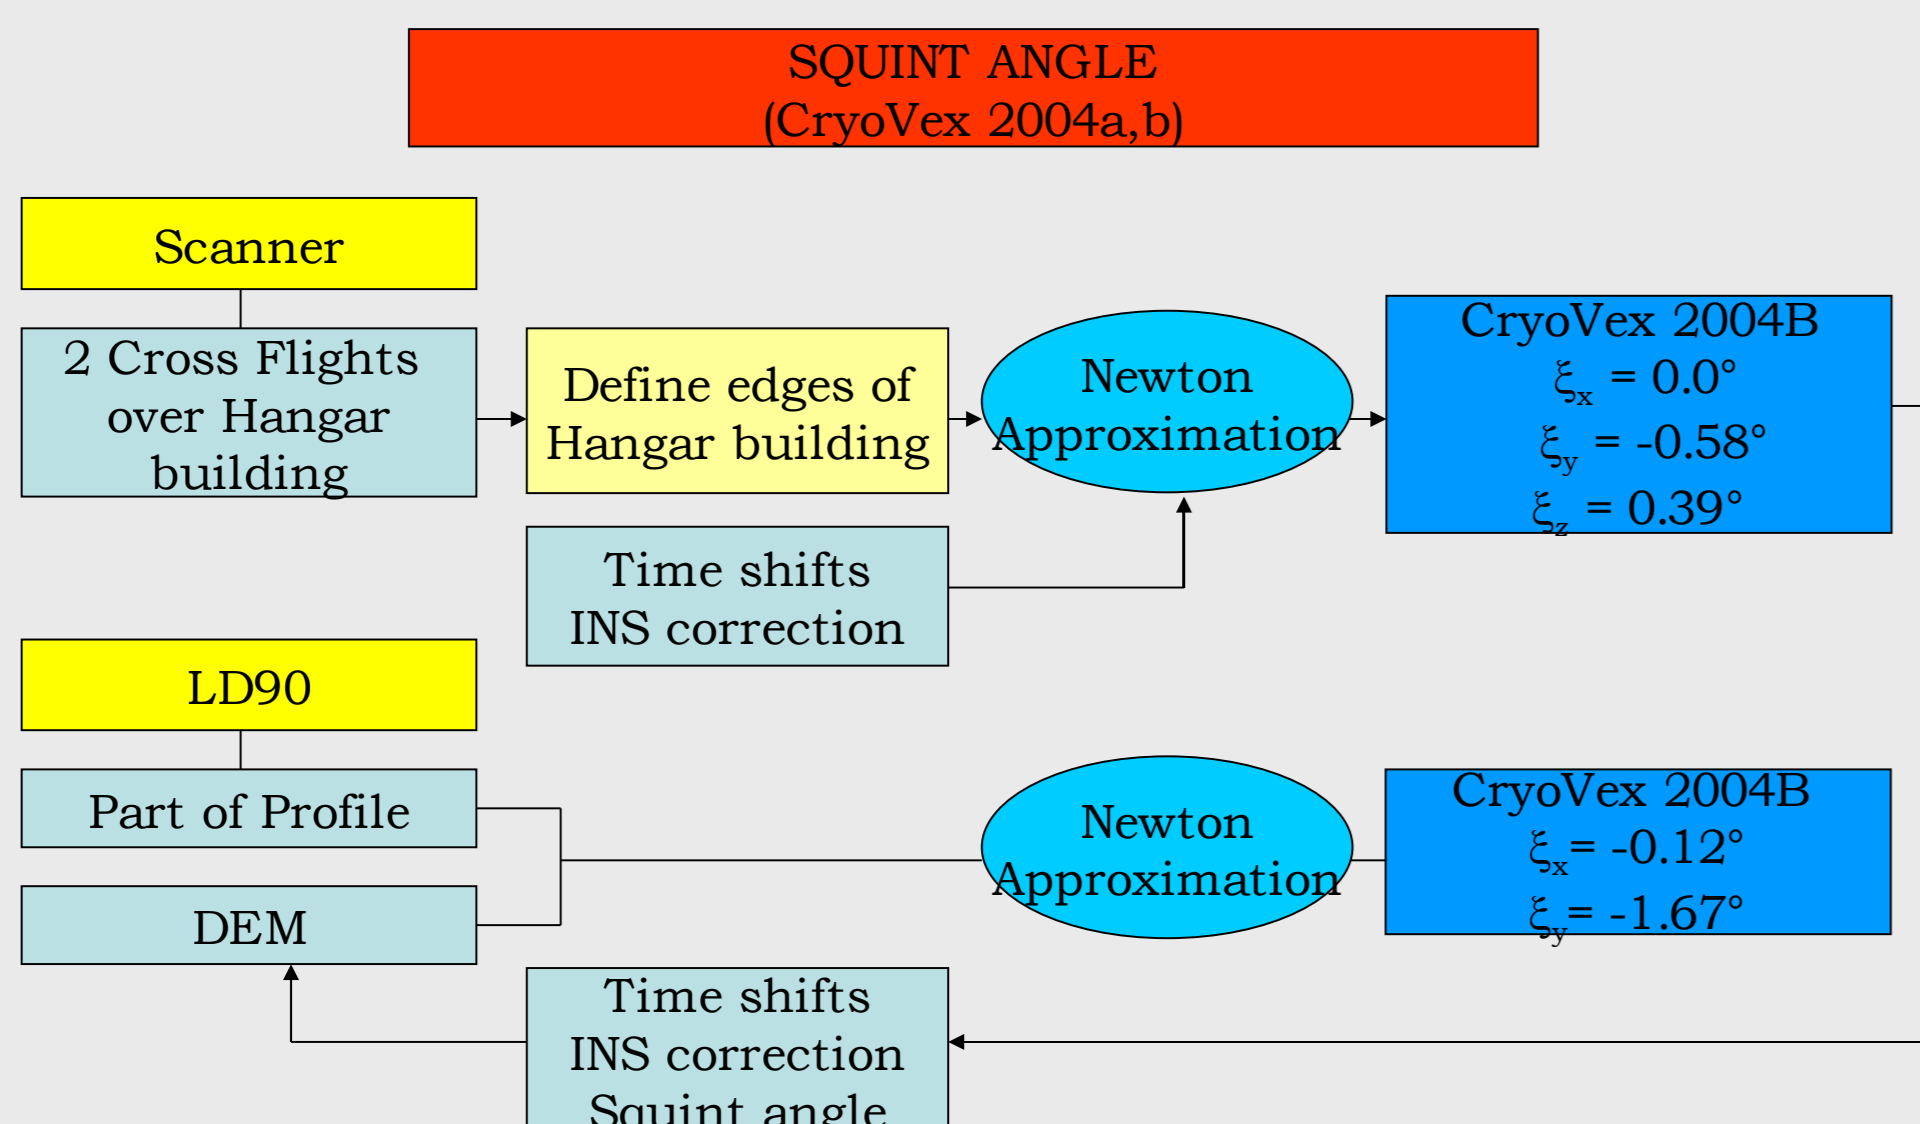 SQUINT ANGLE
(CryoVex 2004a,b)
Scanner
2 Cross Flights
over Hangar
building
Define edges of
Hangar building
Newton
Approximation
CryoVex 2004B
ξx = 0.0°
ξy = -0.58°
ξz = 0.39°
Time shifts
INS correction
LD90
Part of Profile
DEM
Newton
Approximation
CryoVex 2004B
ξx= -0.12°
ξy= -1.67°
Time shifts
INS correction
Squint angle